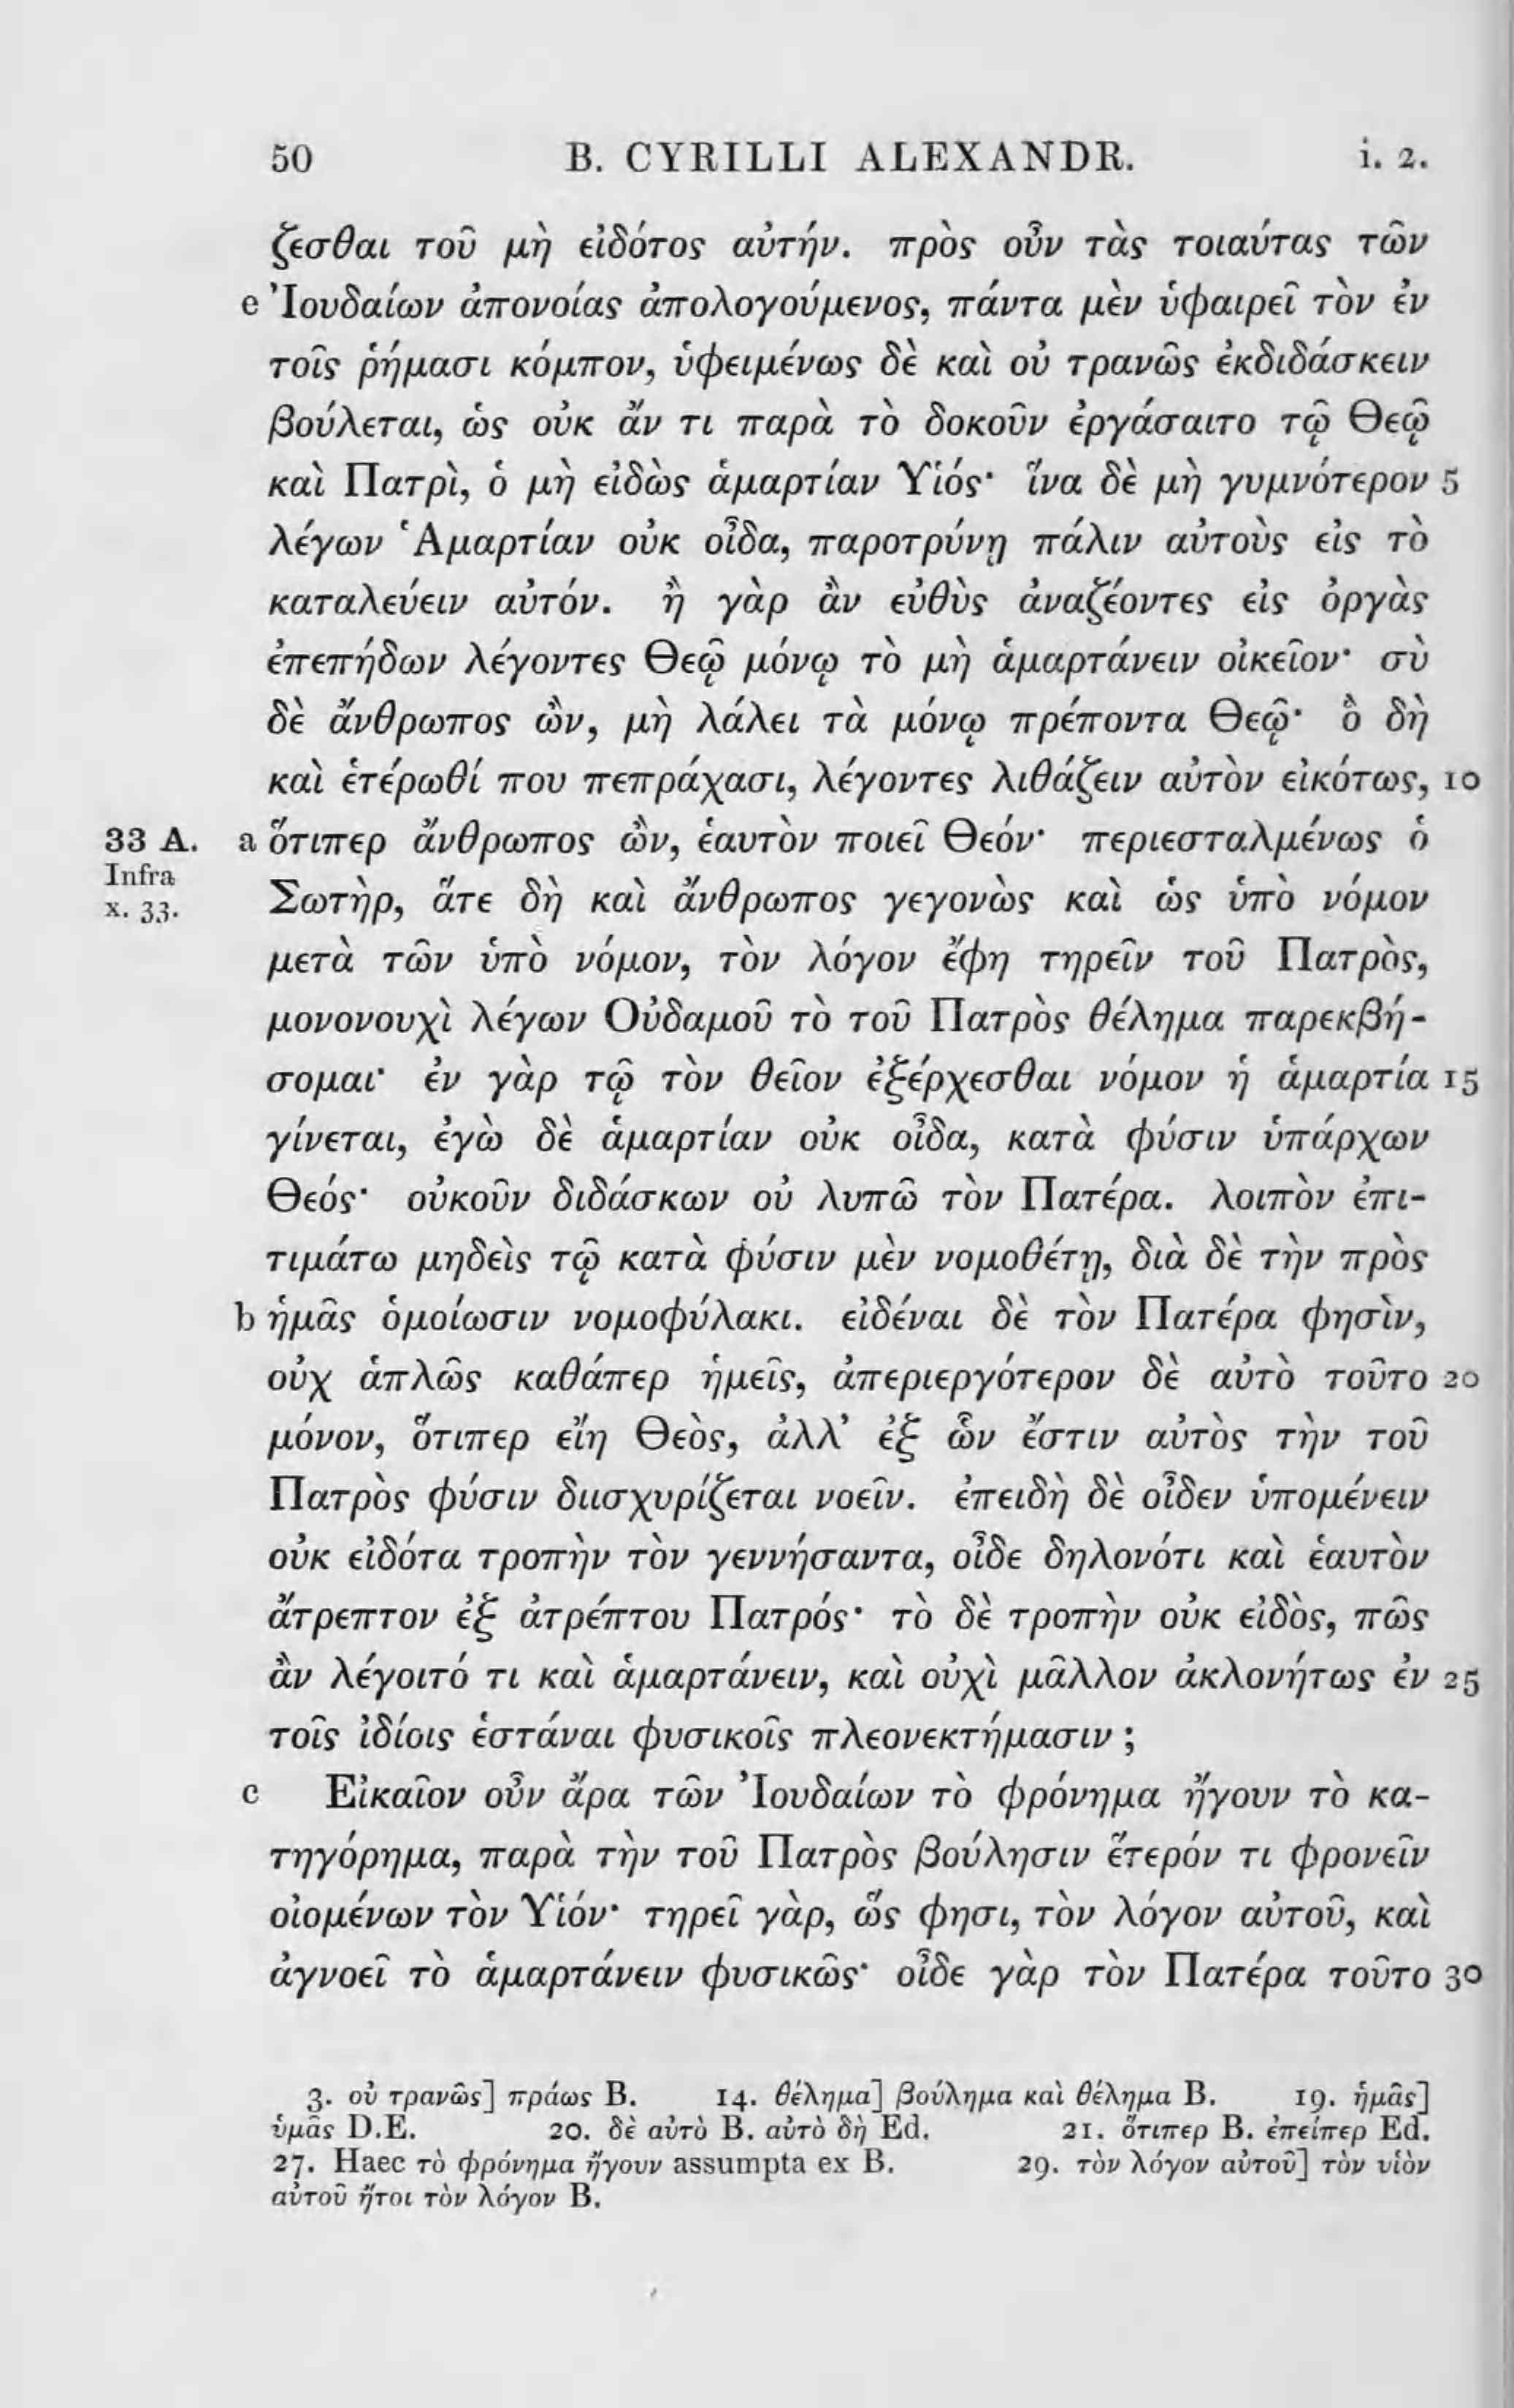 50 B. CYRILLI ALEXANDR. i. 2.
ζεσθαι τοῦ μὴ εἰδότος αὐτήν. πρὸς οὖν τὰς τοιαύτας τῶν
e Ἰουδαίων ἀπονοίας ἀπολογούμενος, πάντα μὲν ὑφαιρεῖ τὸν ἐν
τοῖς ῥήμασι κόμπον, ὑφειμένως δὲ καὶ οὐ τρανῶς ἐκδιδάσκειν
βούλεται, ὡς οὐκ ἄν τι παρὰ τὸ δοκοῦν ἐργάσαιτο τῷ Θεῷ
καὶ Πατρὶ, ὁ μὴ εἰδὼς ἁμαρτίαν Υἱός· ἵνα δὲ μὴ γυμνότερον 5
λέγων Ἁμαρτίαν οὐκ οἶδα, παροτρύνῃ πάλιν αὐτοὺς εἰς τὸ
καταλεύειν αὐτόν. ἢ γὰρ ἂν εὐθὺς ἀναζέοντες εἰς ὀργὰς
ἐπεπήδων λέγοντες Θεῷ μόνῳ τὸ μὴ ἁμαρτάνειν οἰκεῖον· σὺ
δὲ ἄνθρωπος ὢν, μὴ λάλει τὰ μόνῳ πρέποντα Θεῷ· ὃ δὴ
καὶ ἑτέρωθί που πεπράχασι, λέγοντες λιθάζειν αὐτὸν εἰκότως, 10
33 A. a ὅτιπερ ἄνθρωπος ὢν, ἑαυτὸν ποιεῖ Θεόν· περιεσταλμένως ὁ
Infra
x. 33.
Σωτὴρ, ἅτε δὴ καὶ ἄνθρωπος γεγονὼς καὶ ὡς ὑπὸ νόμον
μετὰ τῶν ὑπὸ νόμον, τὸν λόγον ἔφη τηρεῖν τοῦ Πατρὸς,
μονονουχὶ λέγων Οὐδαμοῦ τὸ τοῦ Πατρὸς θέλημα παρεκβή-
σομαι· ἐν γὰρ τῷ τὸν θεῖον ἐξέρχεσθαι νόμον ἡ ἁμαρτία 15
γίνεται, ἐγὼ δὲ ἁμαρτίαν οὐκ οἶδα, κατὰ φύσιν ὑπάρχων
Θεός· οὐκοῦν διδάσκων οὐ λυπῶ τὸν Πατέρα. λοιπὸν ἐπι-
τιμάτω μηδεὶς τῷ κατὰ φύσιν μὲν νομοθέτῃ, διὰ δὲ τὴν πρὸς
b ἡμᾶς ὁμοίωσιν νομοφύλακι. εἰδέναι δὲ τὸν Πατέρα φησὶν,
οὐχ ἁπλῶς καθάπερ ἡμεῖς, ἀπεριεργότερον δὲ αὐτὸ τοῦτο 20
μόνον, ὅτιπερ εἴη Θεὸς, ἀλλ’ ἐξ ὧν ἔστιν αὐτὸς τὴν τοῦ
Πατρὸς φύσιν διισχυρίζεται νοεῖν. ἐπειδὴ δὲ οἶδεν ὑπομένειν
οὐκ εἰδότα τροπὴν τὸν γεννήσαντα, οἶδε δηλονότι καὶ ἑαυτὸν
ἄτρεπτον ἐξ ἀτρέπτου Πατρός· τὸ δὲ τροπὴν οὐκ εἰδὸς, πῶς
ἂν λέγοιτό τι καὶ ἁμαρτάνειν, καὶ οὐχὶ μᾶλλον ἀκλονήτως ἐν 25
τοῖς ἰδίοις ἑστάναι φυσικοῖς πλεονεκτήμασιν ;
c Εἰκαῖον οὖν ἄρα τῶν Ἰουδαίων τὸ φρόνημα ἤγουν τὸ κα-
τηγόρημα, παρὰ τὴν τοῦ Πατρὸς βούλησιν ἕτερόν τι φρονεῖν
οἰομένων τὸν Υἱόν· τηρεῖ γὰρ, ὥς φησι, τὸν λόγον αὐτοῦ, καὶ
ἀγνοεῖ τὸ ἁμαρτάνειν φυσικῶς· οἶδε γὰρ τὸν Πατέρα τοῦτο 30
3. οὐ τρανῶς] πράως B. 14. θέλημα] βούλημα καὶ θέλημα B. 19. ἡμᾶς]
ὑμᾶς D.E. 20. δὲ αὐτὸ B. αὐτὸ δὴ Ed. 21. ὅτιπερ B. ἐπείπερ Ed.
27. Haec τὸ φρόνημα ἤγουν assumpta ex B. 29. τὸν λόγον αὐτοῦ] τὸν υἱὸν
αὐτοῦ ἤτοι τὸν λόγον B.